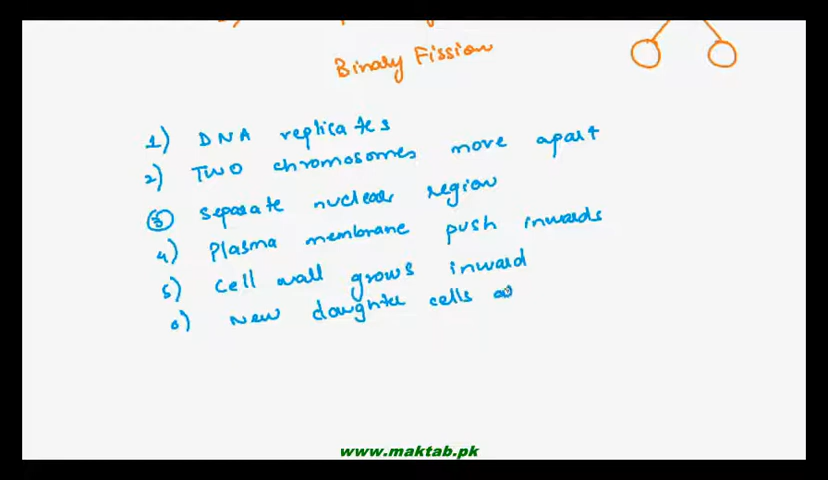 Binary Fission
1) DNA replicates
2) Two chromosomes move apart
3) separate nuclear region
4) Plasma membrane push inwards
5) Cell wall grows inward
6) New daughter cells
www.maktab.pk